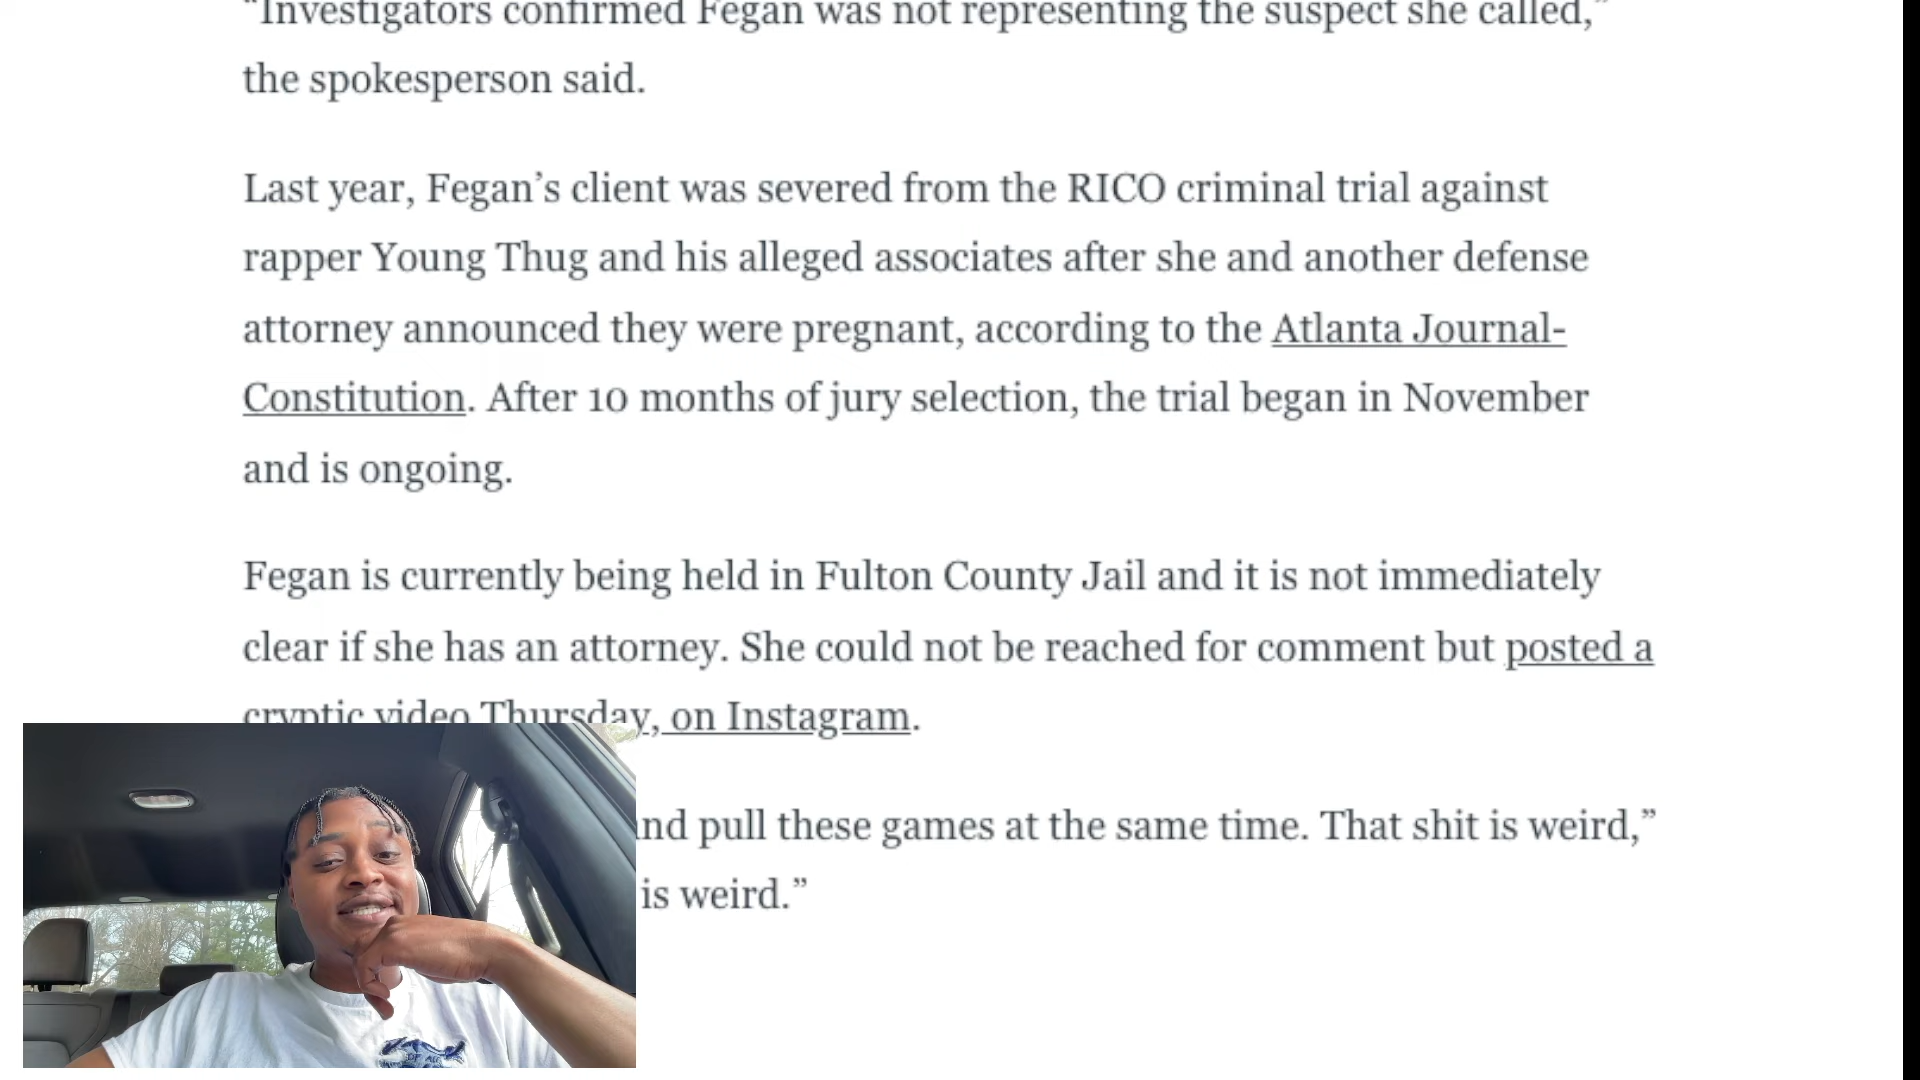 “Investigators confirmed Fegan was not representing the suspect she called,”
the spokesperson said.
Last year, Fegan’s client was severed from the RICO criminal trial against
rapper Young Thug and his alleged associates after she and another defense
attorney announced they were pregnant, according to the Atlanta Journal-
Constitution. After 10 months of jury selection, the trial began in November
and is ongoing.
Fegan is currently being held in Fulton County Jail and it is not immediately
clear if she has an attorney. She could not be reached for comment but posted a
cryptic video Thursday, on Instagram.
and pull these games at the same time. That shit is weird,”
is weird.”
OF ALL